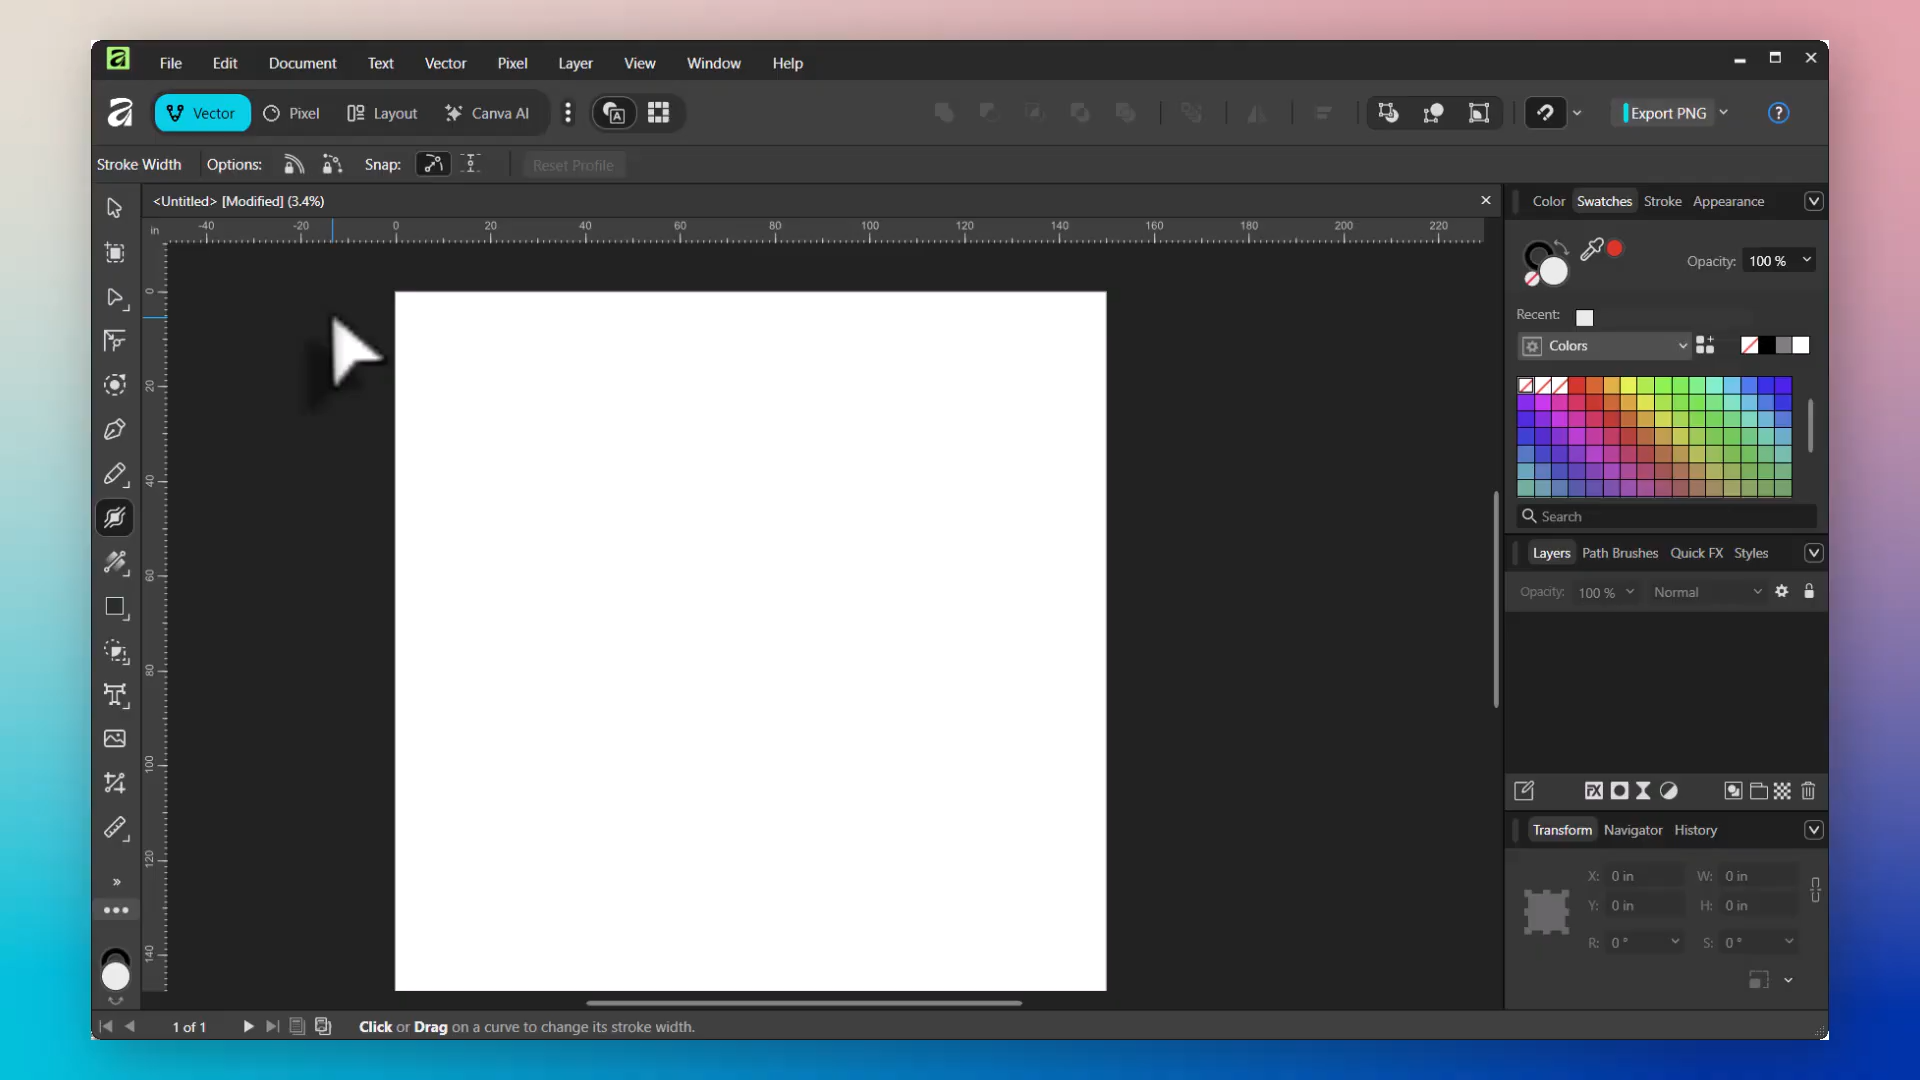 File Edit Document Text Vector Pixel Layer View Window Help
Vector Pixel Layout Canva AI Export PNG
Stroke Width Options: Snap: Reset Profile
<Untitled> [Modified] (3.4%)
Color Swatches Stroke Appearance
in -40 -20 0 20 40 60 80 100 120 140 160 180 200 220
Opacity: 100 %
0
Recent:
Colors
20
40
Search
Layers Path Brushes Quick FX Styles
60
Opacity: 100 % Normal
80
100
FX
Transform Navigator History
120
X: 0 in W: 0 in
Y: 0 in H: 0 in
R: 0 ° S: 0 °
140
1 of 1 Click or Drag on a curve to change its stroke width.